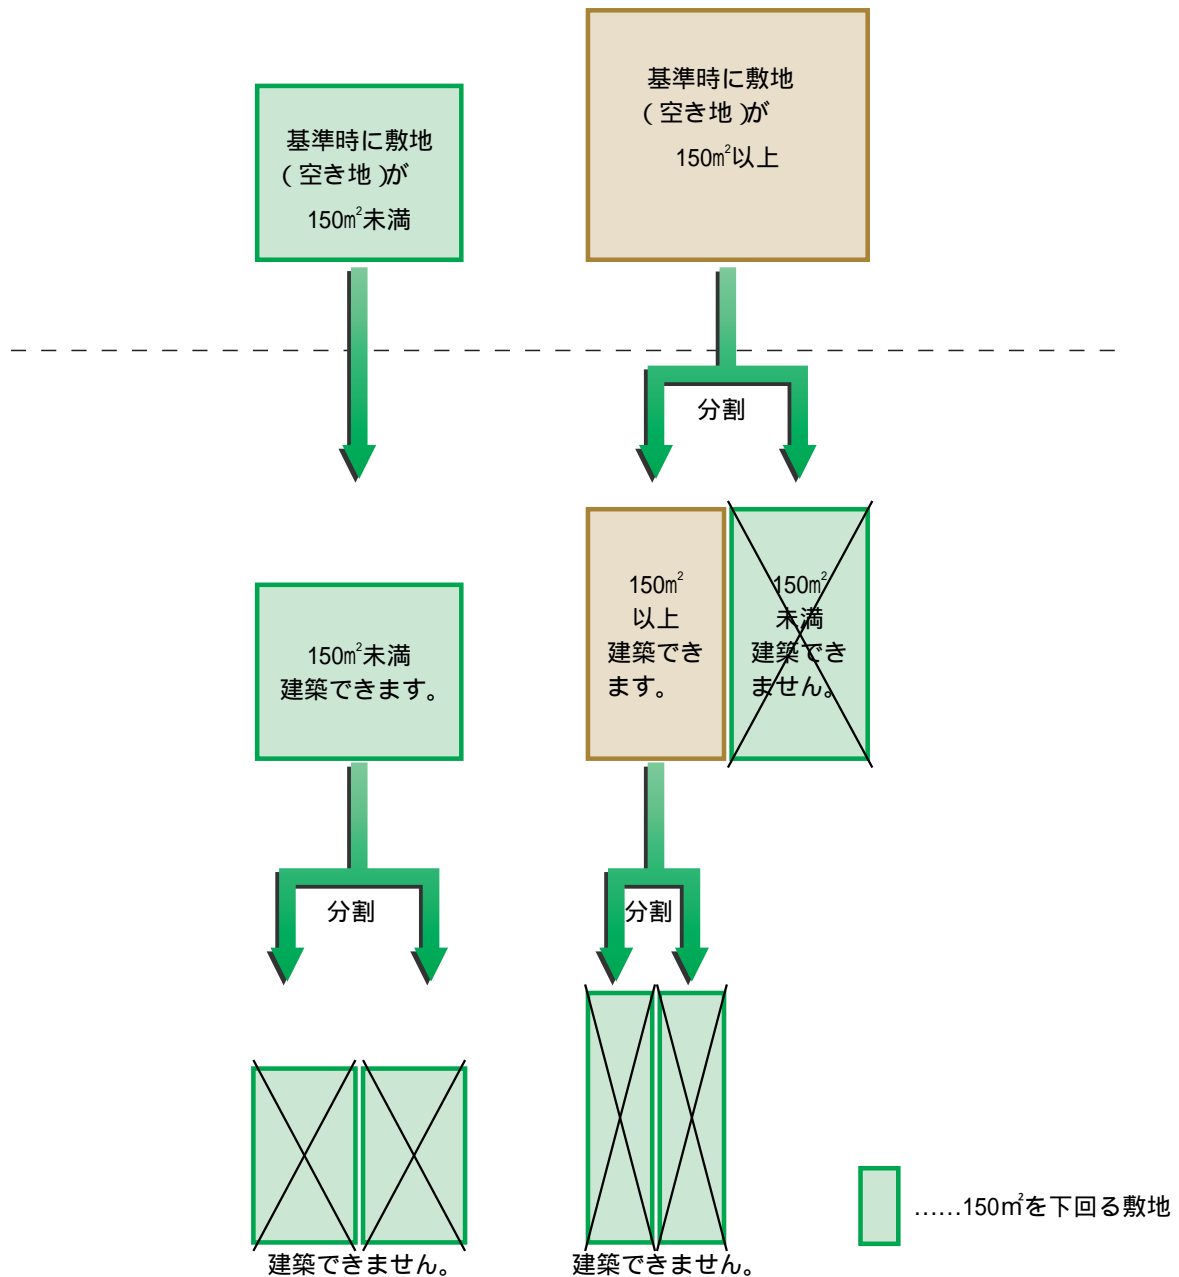 基準時に敷地
(空き地)が
150㎡未満
基準時に敷地
(空き地)が
150㎡以上
分割
150㎡未満
建築できます。
150㎡
以上
建築でき
ます。
150㎡
未満
建築でき
ません。
分割
分割
建築できません。
建築できません。
……150㎡を下回る敷地